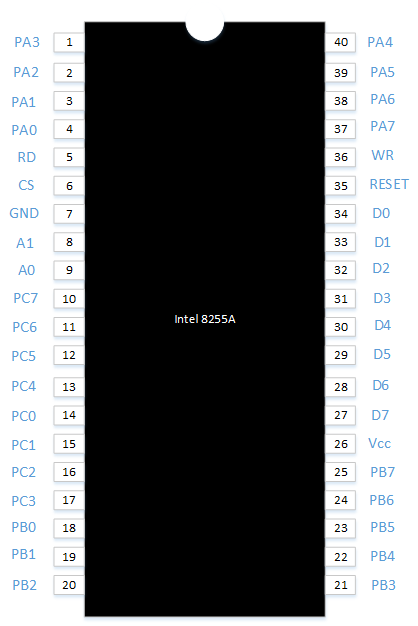 PA3 1 40 PA4
PA2 2 39 PA5
PA1 3 38 PA6
PA0 4 37 PA7
RD 5 36 WR
CS 6 35 RESET
GND 7 34 D0
A1 8 33 D1
A0 9 32 D2
PC7 10 31 D3
Intel 8255A
PC6 11 30 D4
PC5 12 29 D5
PC4 13 28 D6
PC0 14 27 D7
PC1 15 26 Vcc
PC2 16 25 PB7
PC3 17 24 PB6
PB0 18 23 PB5
PB1 19 22 PB4
PB2 20 21 PB3